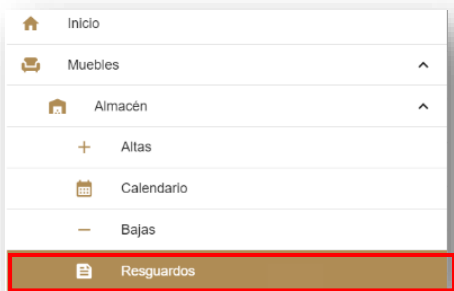 Inicio
Muebles
Almacén
Altas
Calendario
Bajas
Resguardos